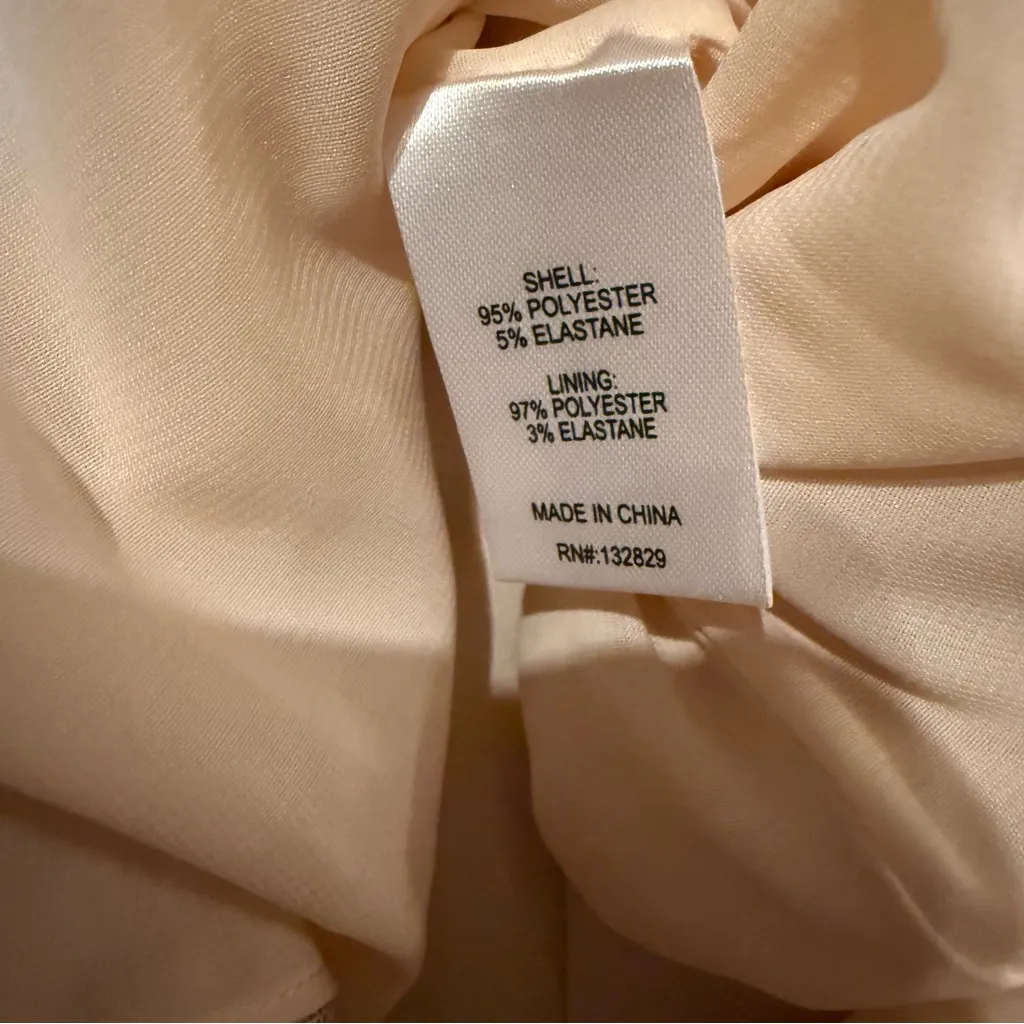 SHELL:
95% POLYESTER
5% ELASTANE
LINING:
97% POLYESTER
3% ELASTANE
MADE IN CHINA
RN#:132829